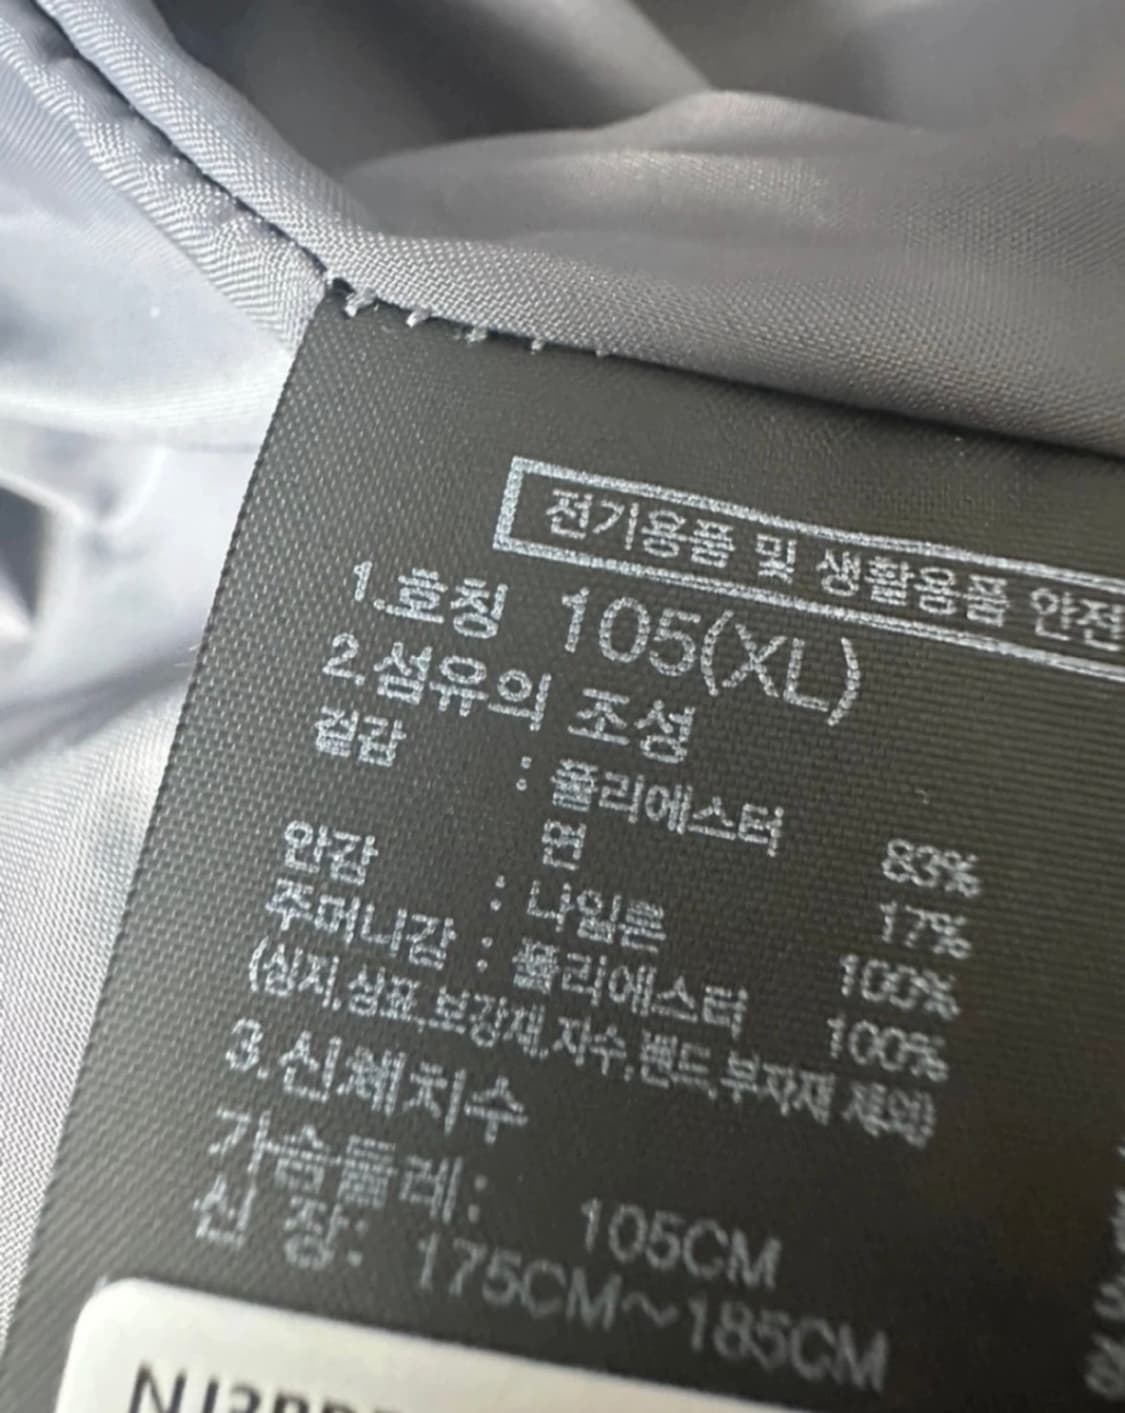 전기용품 및 생활용품 안전
1.호칭 105(XL)
2.섬유의 조성
겉감 : 폴리에스터 83%
면 17%
안감 : 나일론 100%
주머니감 : 폴리에스터 100%
(심지,상표,보강재,자수,밴드,부자재 제외)
3.신체치수
가슴둘레: 105CM
신 장: 175CM~185CM